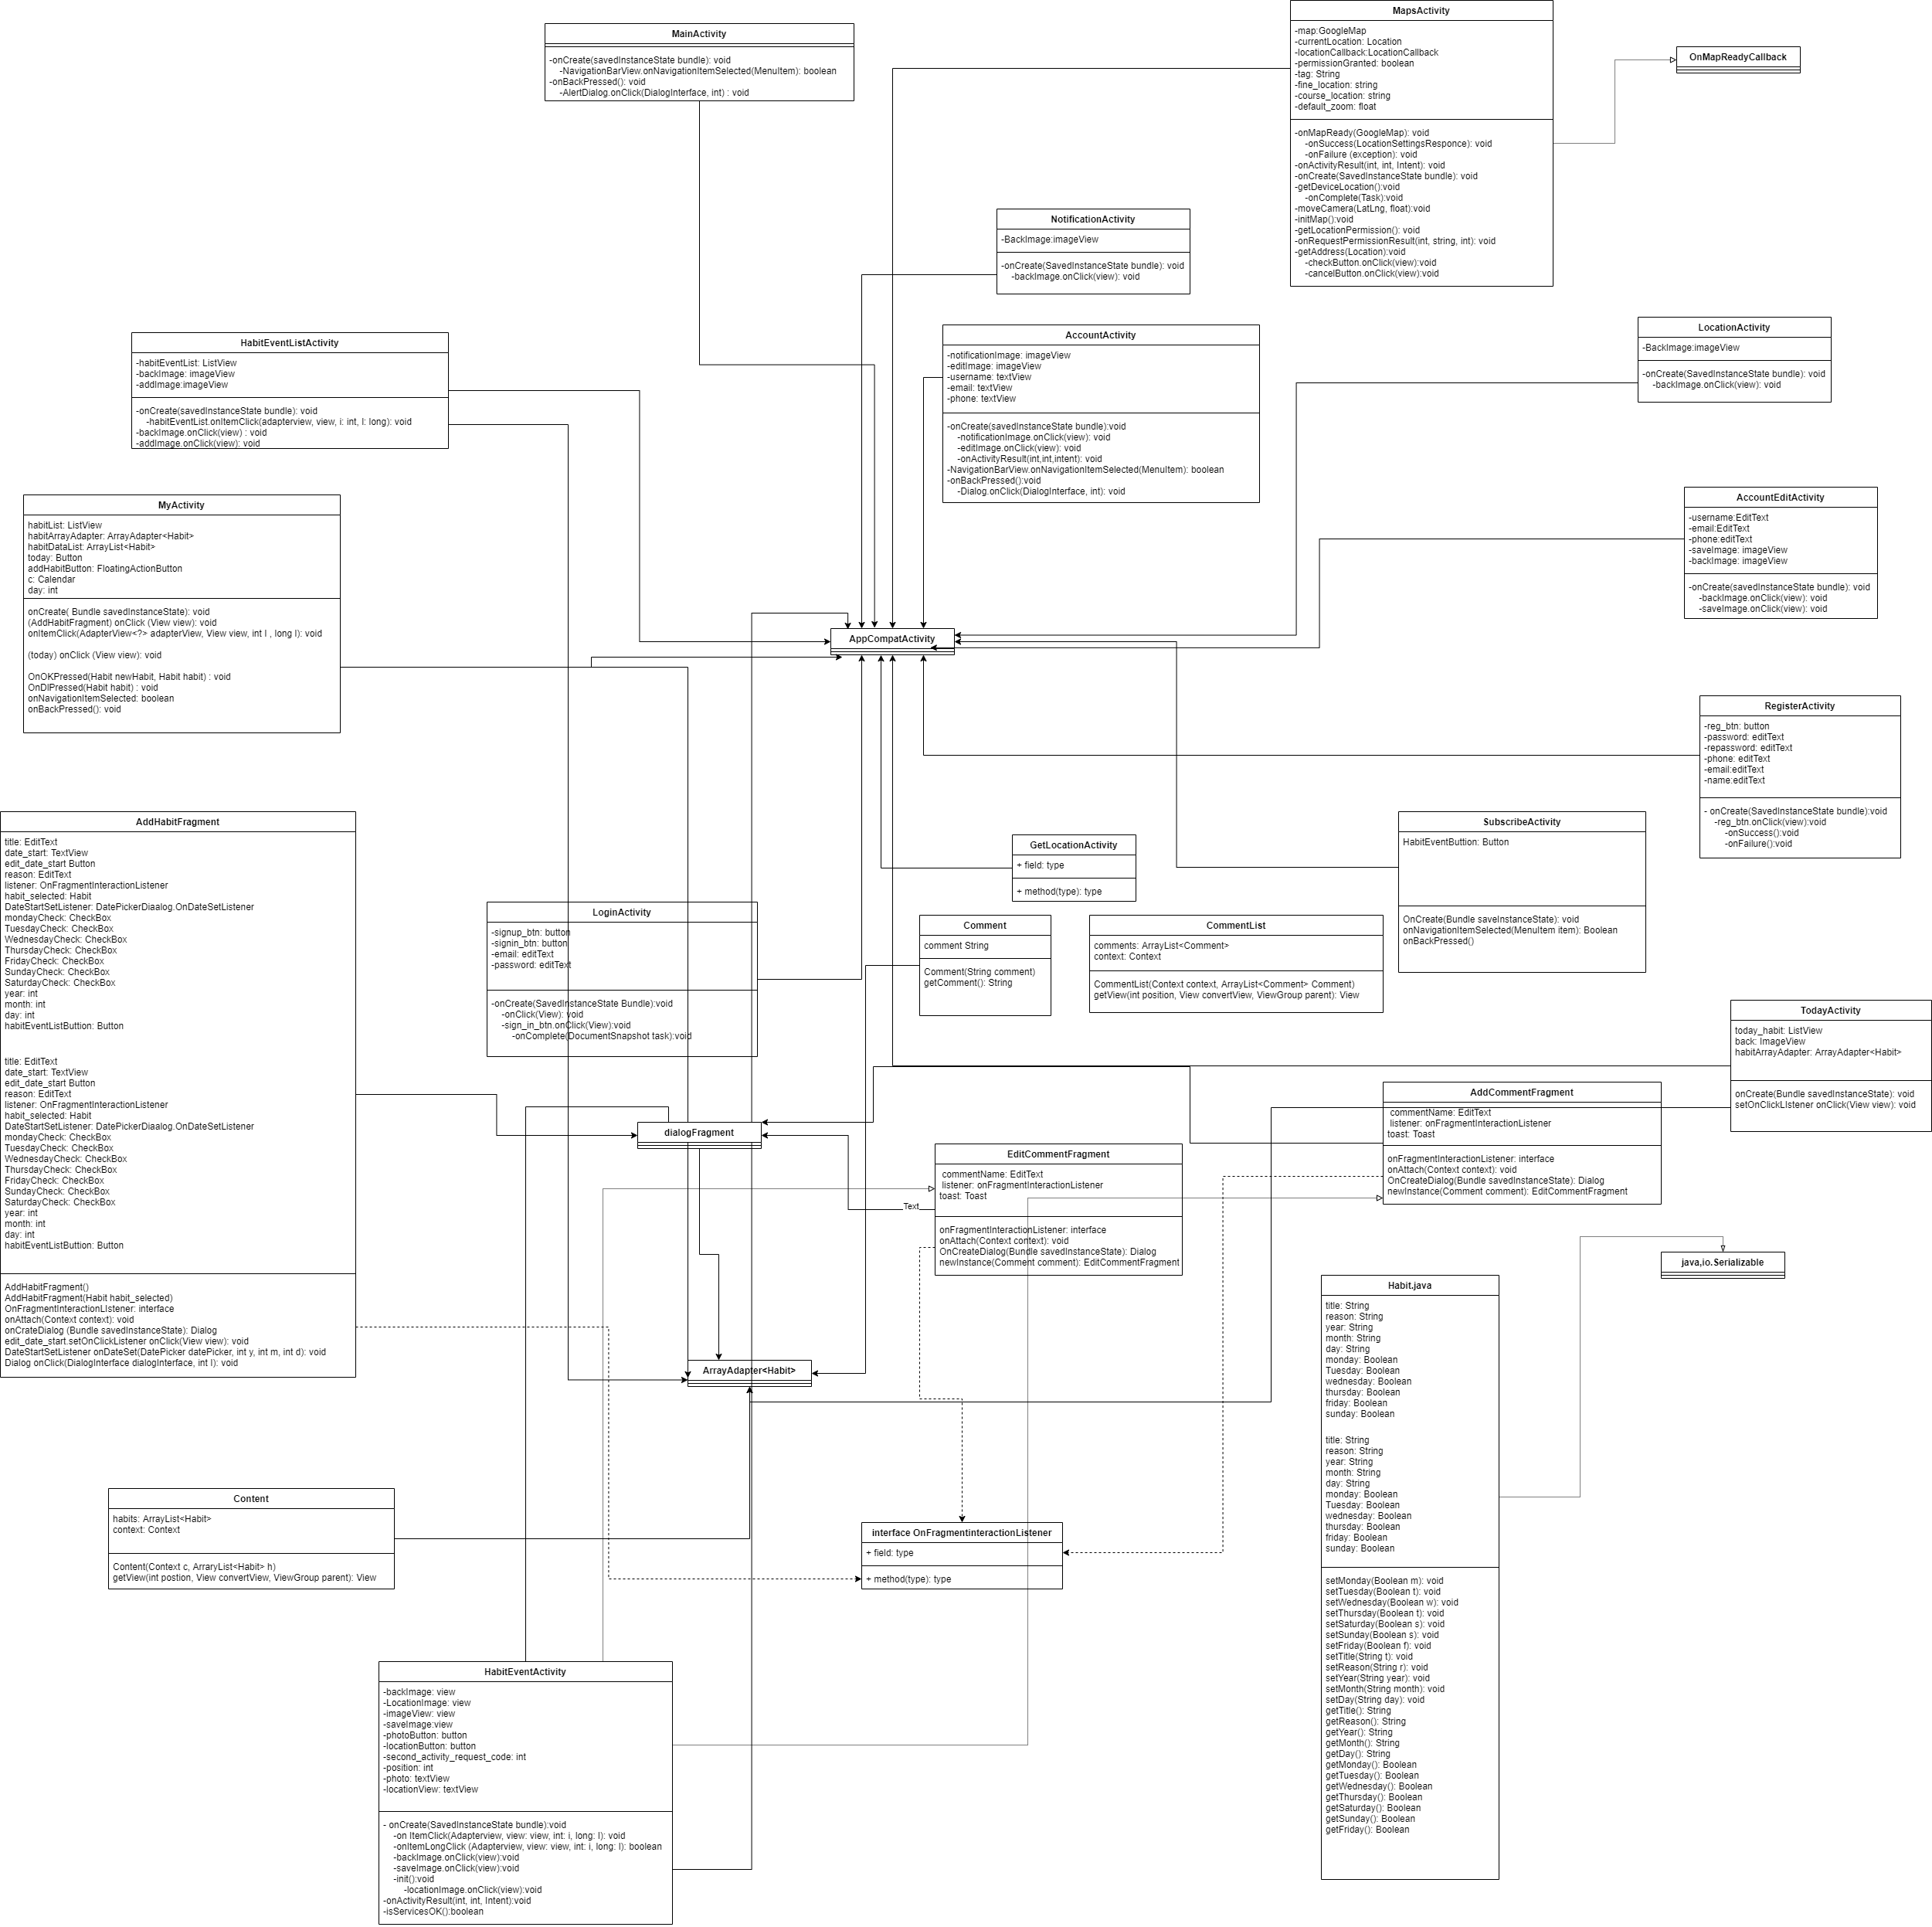 MainActivity
-onCreate(savedInstanceState bundle): void
-NavigationBarView.onNavigationItemSelected(MenuItem): boolean
-onBackPressed(): void
-AlertDialog.onClick(DialogInterface, int) : void
MapsActivity
-map:GoogleMap
-currentLocation: Location
-locationCallback:LocationCallback
-permissionGranted: boolean
-tag: String
-fine_location: string
-course_location: string
-default_zoom: float
-onMapReady(GoogleMap): void
-onSuccess(LocationSettingsResponce): void
-onFailure (exception): void
-onActivityResult(int, int, Intent): void
-onCreate(SavedInstanceState bundle): void
-getDeviceLocation():void
-onComplete(Task):void
-moveCamera(LatLng, float):void
-initMap():void
-getLocationPermission(): void
-onRequestPermissionResult(int, string, int): void
-getAddress(Location):void
-checkButton.onClick(view):void
-cancelButton.onClick(view):void
OnMapReadyCallback
NotificationActivity
-BackImage:imageView
-onCreate(SavedInstanceState bundle): void
-backImage.onClick(view): void
HabitEventListActivity
-habitEventList: ListView
-backImage: imageView
-addImage:imageView
-onCreate(savedInstanceState bundle): void
-habitEventList.onItemClick(adapterview, view, i: int, l: long): void
-backImage.onClick(view) : void
-addImage.onClick(view): void
AccountActivity
-notificationImage: imageView
-editImage: imageView
-username: textView
-email: textView
-phone: textView
-onCreate(savedInstanceState bundle):void
-notificationImage.onClick(view): void
-editImage.onClick(view): void
-onActivityResult(int,int,intent): void
-NavigationBarView.onNavigationItemSelected(MenuItem): boolean
-onBackPressed():void
-Dialog.onClick(DialogInterface, int): void
LocationActivity
-BackImage:imageView
-onCreate(SavedInstanceState bundle): void
-backImage.onClick(view): void
AccountEditActivity
-username:EditText
-email:EditText
-phone:editText
-saveImage: imageView
-backImage: imageView
-onCreate(savedInstanceState bundle): void
-backImage.onClick(view): void
-saveImage.onClick(view): void
MyActivity
habitList: ListView
habitArrayAdapter: ArrayAdapter<Habit>
habitDataList: ArrayList<Habit>
today: Button
addHabitButton: FloatingActionButton
c: Calendar
day: int
onCreate( Bundle savedInstanceState): void
(AddHabitFragment) onClick (View view): void
onItemClick(AdapterView<?> adapterView, View view, int I , long l): void
(today) onClick (View view): void
OnOKPressed(Habit newHabit, Habit habit) : void
OnDlPressed(Habit habit) : void
onNavigationItemSelected: boolean
onBackPressed(): void
AppCompatActivity
RegisterActivity
-reg_btn: button
-password: editText
-repassword: editText
-phone: editText
-email:editText
-name:editText
- onCreate(SavedInstanceState bundle):void
-reg_btn.onClick(view):void
-onSuccess():void
-onFailure():void
AddHabitFragment
title: EditText
date_start: TextView
edit_date_start Button
reason: EditText
listener: OnFragmentInteractionListener
habit_selected: Habit
DateStartSetListener: DatePickerDiaalog.OnDateSetListener
mondayCheck: CheckBox
TuesdayCheck: CheckBox
WednesdayCheck: CheckBox
ThursdayCheck: CheckBox
FridayCheck: CheckBox
SundayCheck: CheckBox
SaturdayCheck: CheckBox
year: int
month: int
day: int
habitEventListButtion: Button
title: EditText
date_start: TextView
edit_date_start Button
reason: EditText
listener: OnFragmentInteractionListener
habit_selected: Habit
DateStartSetListener: DatePickerDiaalog.OnDateSetListener
mondayCheck: CheckBox
TuesdayCheck: CheckBox
WednesdayCheck: CheckBox
ThursdayCheck: CheckBox
FridayCheck: CheckBox
SundayCheck: CheckBox
SaturdayCheck: CheckBox
year: int
month: int
day: int
habitEventListButtion: Button
AddHabitFragment()
AddHabitFragment(Habit habit_selected)
OnFragmentInteractionLIstener: interface
onAttach(Context context): void
onCrateDialog (Bundle savedInstanceState): Dialog
edit_date_start.setOnClickListener onClick(View view): void
DateStartSetListener onDateSet(DatePicker datePicker, int y, int m, int d): void
Dialog onClick(DialogInterface dialogInterface, int I): void
GetLocationActivity
+ field: type
+ method(type): type
SubscribeActivity
HabitEventButtion: Button
OnCreate(Bundle saveInstanceState): void
onNavigationItemSelected(MenuItem item): Boolean
onBackPressed()
LoginActivity
-signup_btn: button
-signin_btn: button
-email: editText
-password: editText
-onCreate(SavedInstanceState Bundle):void
-onClick(View): void
-sign_in_btn.onClick(View):void
-onComplete(DocumentSnapshot task):void
Comment
comment String
Comment(String comment)
getComment(): String
CommentList
comments: ArrayList<Comment>
context: Context
CommentList(Context context, ArrayList<Comment> Comment)
getView(int position, View convertView, ViewGroup parent): View
TodayActivity
today_habit: ListView
back: ImageView
habitArrayAdapter: ArrayAdapter<Habit>
onCreate(Bundle savedInstanceState): void
setOnClickLIstener onClick(View view): void
AddCommentFragment
commentName: EditText
listener: onFragmentInteractionListener
toast: Toast
onFragmentInteractionListener: interface
onAttach(Context context): void
OnCreateDialog(Bundle savedInstanceState): Dialog
newInstance(Comment comment): EditCommentFragment
dialogFragment
EditCommentFragment
commentName: EditText
listener: onFragmentInteractionListener
toast: Toast
onFragmentInteractionListener: interface
onAttach(Context context): void
OnCreateDialog(Bundle savedInstanceState): Dialog
newInstance(Comment comment): EditCommentFragment
Text
java,io.Serializable
Habit.java
title: String
reason: String
year: String
month: String
day: String
monday: Boolean
Tuesday: Boolean
wednesday: Boolean
thursday: Boolean
friday: Boolean
sunday: Boolean
title: String
reason: String
year: String
month: String
day: String
monday: Boolean
Tuesday: Boolean
wednesday: Boolean
thursday: Boolean
friday: Boolean
sunday: Boolean
setMonday(Boolean m): void
setTuesday(Boolean t): void
setWednesday(Boolean w): void
setThursday(Boolean t): void
setSaturday(Boolean s): void
setSunday(Boolean s): void
setFriday(Boolean f): void
setTitle(String t): void
setReason(String r): void
setYear(String year): void
setMonth(String month): void
setDay(String day): void
getTitle(): String
getReason(): String
getYear(): String
getMonth(): String
getDay(): String
getMonday(): Boolean
getTuesday(): Boolean
getWednesday(): Boolean
getThursday(): Boolean
getSaturday(): Boolean
getSunday(): Boolean
getFriday(): Boolean
ArrayAdapter<Habit>
Content
habits: ArrayList<Habit>
context: Context
Content(Context c, ArraryList<Habit> h)
getView(int postion, View convertView, ViewGroup parent): View
interface OnFragmentinteractionListener
+ field: type
+ method(type): type
HabitEventActivity
-backImage: view
-LocationImage: view
-imageView: view
-saveImage:view
-photoButton: button
-locationButton: button
-second_activity_request_code: int
-position: int
-photo: textView
-locationView: textView
- onCreate(SavedInstanceState bundle):void
-on ItemClick(Adapterview, view: view, int: i, long: l): void
-onItemLongClick (Adapterview, view: view, int: i, long: l): boolean
-backImage.onClick(view):void
-saveImage.onClick(view):void
-init():void
-locationImage.onClick(view):void
-onActivityResult(int, int, Intent):void
-isServicesOK():boolean